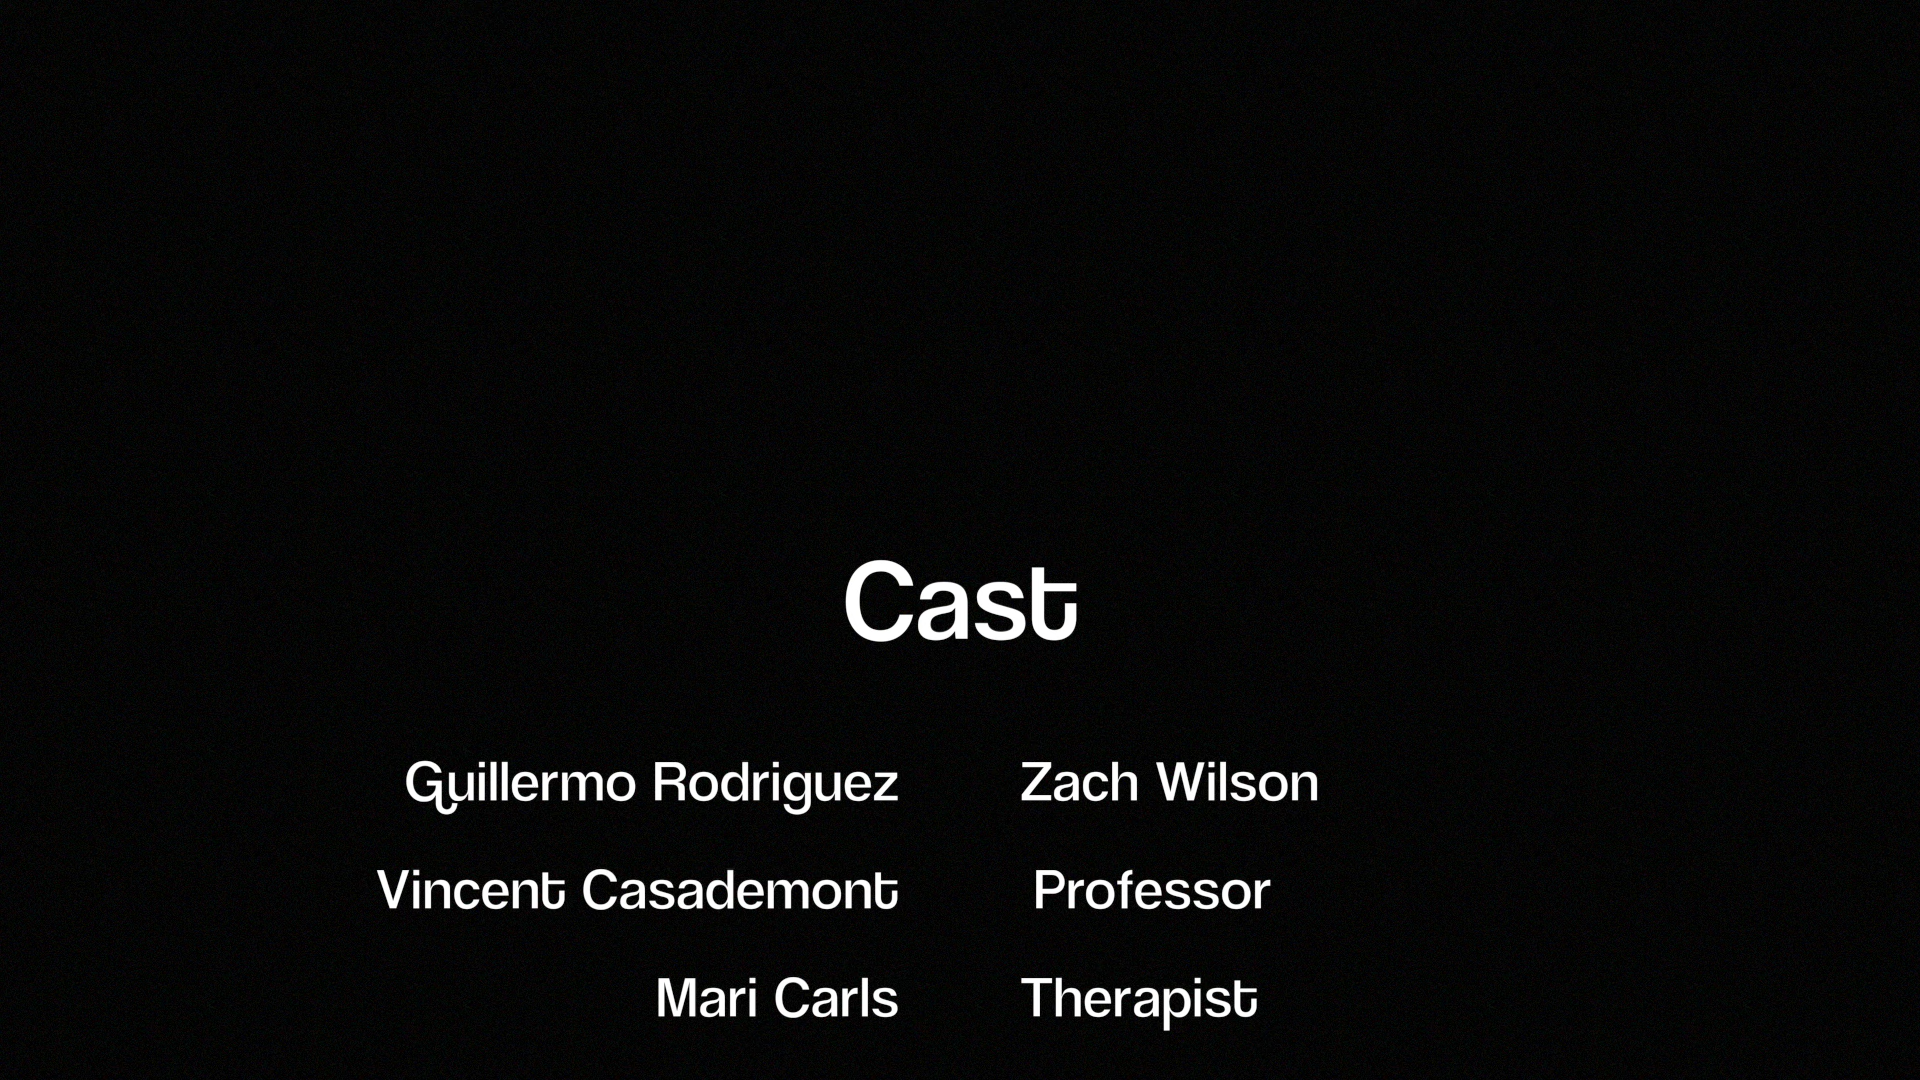 Cast
Guillermo Rodriguez Zach Wilson
Vincent Casademont Professor
Mari Carls Therapist